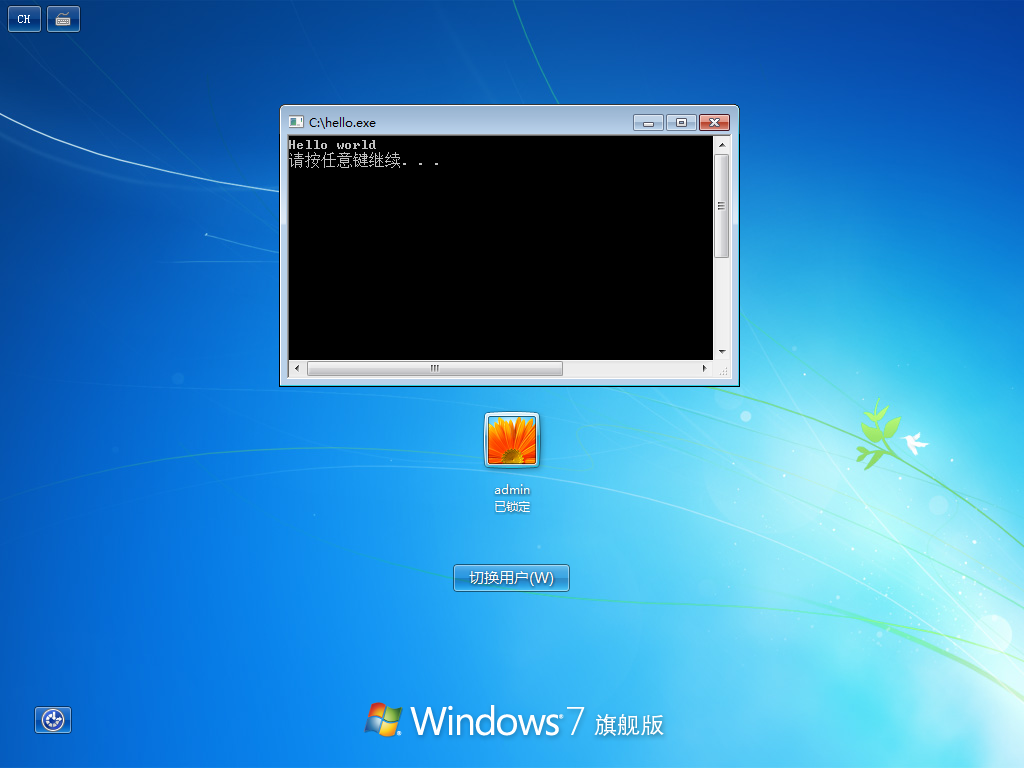 CH
C:\hello.exe
Hello world
请按任意键继续. . .
admin
已锁定
切换用户(W)
Windows 7 旗舰版